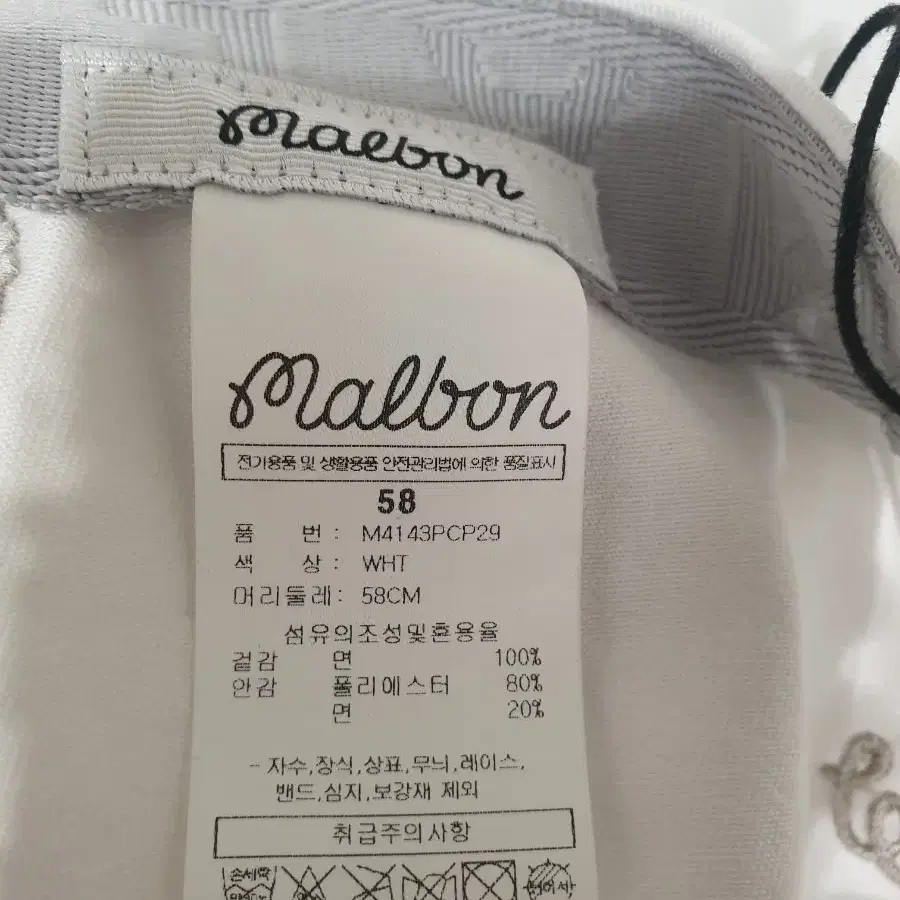 malbon
malbon
전기용품 및 생활용품 안전관리법에 의한 품질표시
58
품 번 : M4143PCP29
색 상 : WHT
머리둘레: 58CM
섬유의조성및혼용율
겉감 면 100%
안감 폴리에스터 80%
면 20%
- 자수,장식,상표,무늬,레이스,
밴드,심지,보강재 제외
취급주의사항
손세탁